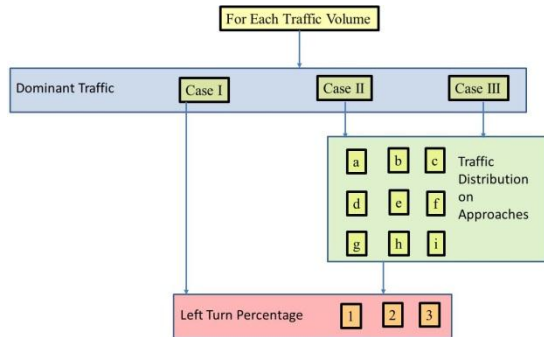 For Each Traffic Volume
Dominant Traffic Case I Case II Case III
a b c Traffic
Distribution
d e f on
Approaches
g h i
Left Turn Percentage 1 2 3